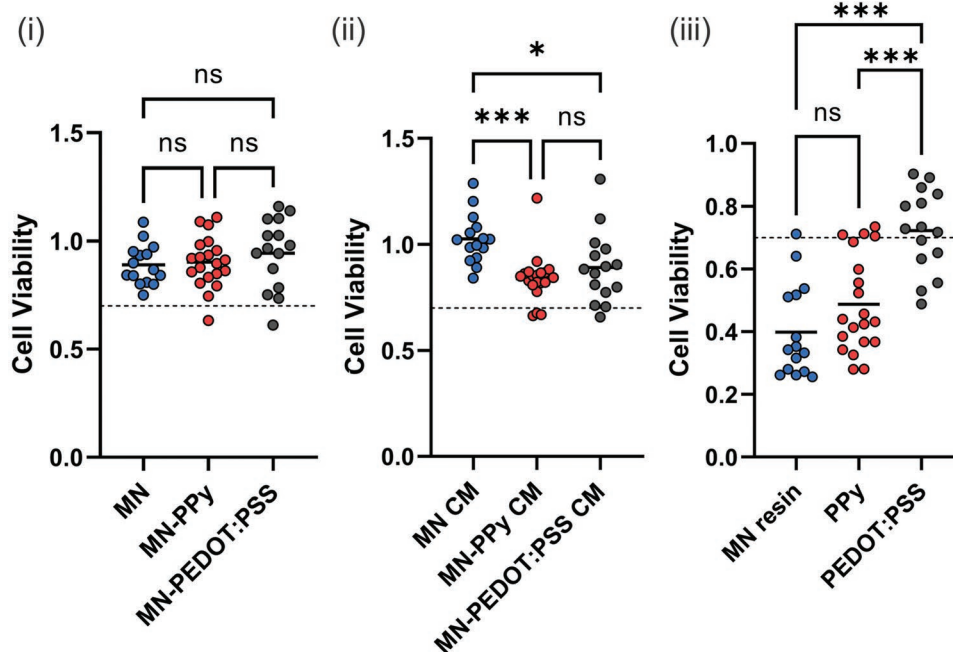 (i)
ns
ns
ns
1.5
1.0
0.5
0.0
Cell Viability
MN
MN-PPy
MN-PEDOT:PSS
(ii)
*
***
ns
1.5
1.0
0.5
0.0
Cell Viability
MN CM
MN-PPy CM
MN-PEDOT:PSS CM
(iii)
***
***
ns
1.0
0.8
0.6
0.4
0.2
0.0
Cell Viability
MN resin
PPy
PEDOT:PSS